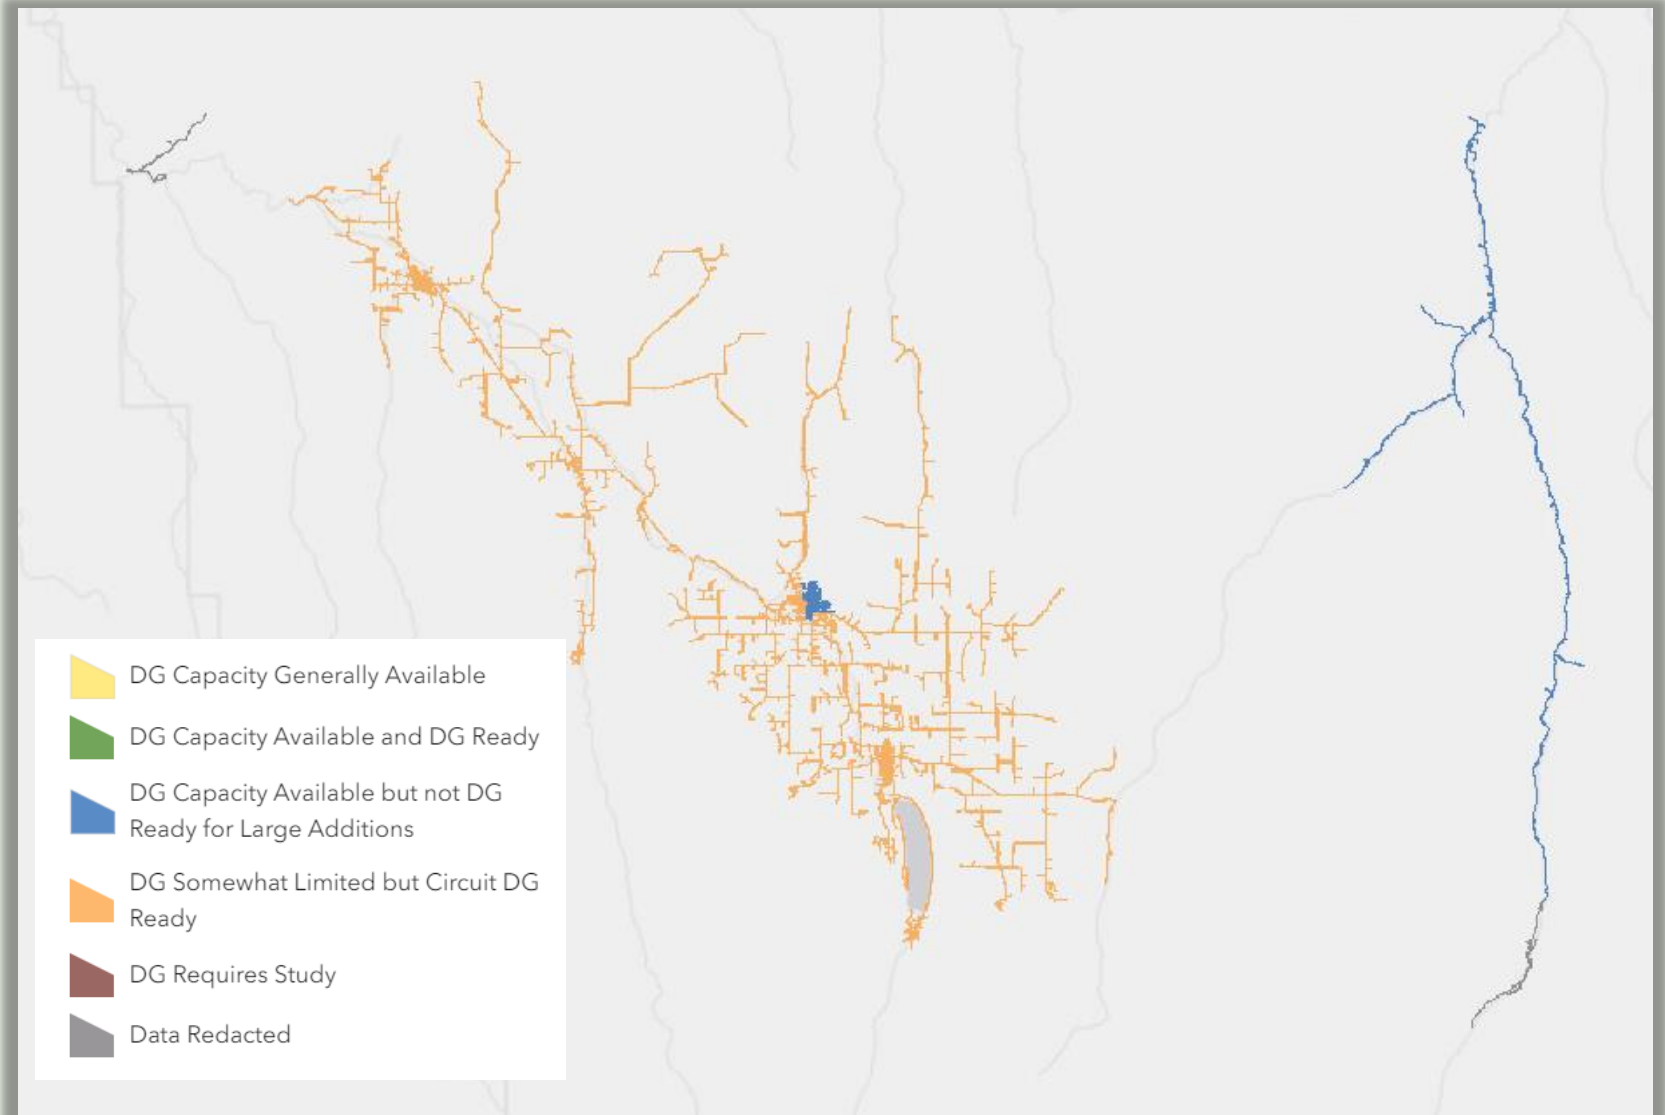 DG Capacity Generally Available
DG Capacity Available and DG Ready
DG Capacity Available but not DG
Ready for Large Additions
DG Somewhat Limited but Circuit DG
Ready
DG Requires Study
Data Redacted